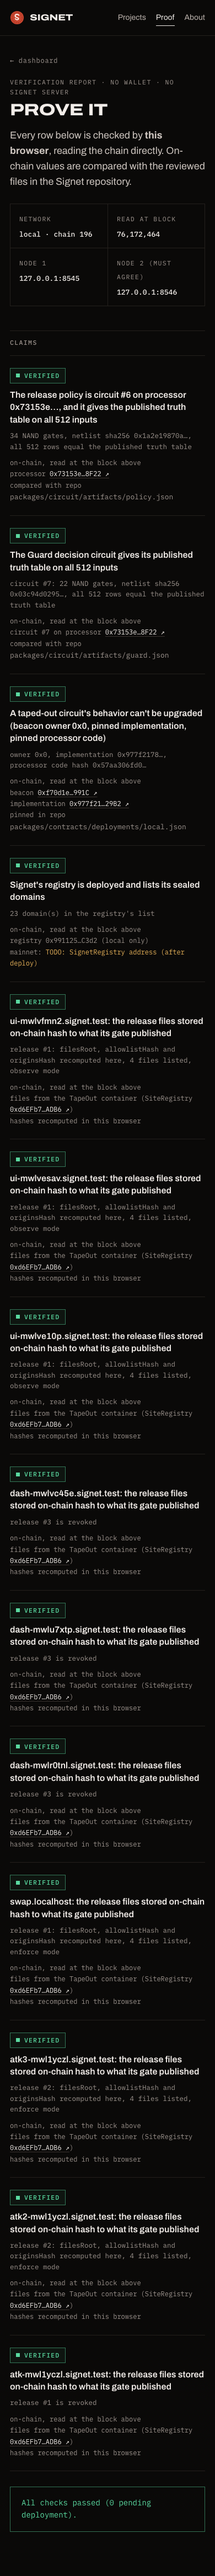 S SIGNET
Projects Proof About
← dashboard
VERIFICATION REPORT · NO WALLET · NO
SIGNET SERVER
PROVE IT
Every row below is checked by this
browser, reading the chain directly. On-
chain values are compared with the reviewed
files in the Signet repository.
NETWORK
local · chain 196
READ AT BLOCK
76,172,464
NODE 1
127.0.0.1:8545
NODE 2 (MUST
AGREE)
127.0.0.1:8546
CLAIMS
VERIFIED
The release policy is circuit #6 on processor
0x73153e…, and it gives the published truth
table on all 512 inputs
34 NAND gates, netlist sha256 0x1a2e19870a…,
all 512 rows equal the published truth table
on-chain, read at the block above
processor 0x73153e…8F22 ↗
compared with repo
packages/circuit/artifacts/policy.json
VERIFIED
The Guard decision circuit gives its published
truth table on all 512 inputs
circuit #7: 22 NAND gates, netlist sha256
0x03c94d0295…, all 512 rows equal the published
truth table
on-chain, read at the block above
circuit #7 on processor 0x73153e…8F22 ↗
compared with repo
packages/circuit/artifacts/guard.json
VERIFIED
A taped-out circuit's behavior can't be upgraded
(beacon owner 0x0, pinned implementation,
pinned processor code)
owner 0x0, implementation 0x977f2178…,
processor code hash 0x57aa306fd0…
on-chain, read at the block above
beacon 0xf70d1e…991C ↗
implementation 0x977f21…29B2 ↗
pinned in repo
packages/contracts/deployments/local.json
VERIFIED
Signet's registry is deployed and lists its sealed
domains
23 domain(s) in the registry's list
on-chain, read at the block above
registry 0x991125…C3d2 (local only)
mainnet: TODO: SignetRegistry address (after
deploy)
VERIFIED
ui-mwlvfmn2.signet.test: the release files stored
on-chain hash to what its gate published
release #1: filesRoot, allowlistHash and
originsHash recomputed here, 4 files listed,
observe mode
on-chain, read at the block above
files from the TapeOut container (SiteRegistry
0xd6EFb7…ADB6 ↗)
hashes recomputed in this browser
VERIFIED
ui-mwlvesav.signet.test: the release files stored
on-chain hash to what its gate published
release #1: filesRoot, allowlistHash and
originsHash recomputed here, 4 files listed,
observe mode
on-chain, read at the block above
files from the TapeOut container (SiteRegistry
0xd6EFb7…ADB6 ↗)
hashes recomputed in this browser
VERIFIED
ui-mwlve10p.signet.test: the release files stored
on-chain hash to what its gate published
release #1: filesRoot, allowlistHash and
originsHash recomputed here, 4 files listed,
observe mode
on-chain, read at the block above
files from the TapeOut container (SiteRegistry
0xd6EFb7…ADB6 ↗)
hashes recomputed in this browser
VERIFIED
dash-mwlvc45e.signet.test: the release files
stored on-chain hash to what its gate published
release #3 is revoked
on-chain, read at the block above
files from the TapeOut container (SiteRegistry
0xd6EFb7…ADB6 ↗)
hashes recomputed in this browser
VERIFIED
dash-mwlu7xtp.signet.test: the release files
stored on-chain hash to what its gate published
release #3 is revoked
on-chain, read at the block above
files from the TapeOut container (SiteRegistry
0xd6EFb7…ADB6 ↗)
hashes recomputed in this browser
VERIFIED
dash-mwlr0tnl.signet.test: the release files
stored on-chain hash to what its gate published
release #3 is revoked
on-chain, read at the block above
files from the TapeOut container (SiteRegistry
0xd6EFb7…ADB6 ↗)
hashes recomputed in this browser
VERIFIED
swap.localhost: the release files stored on-chain
hash to what its gate published
release #1: filesRoot, allowlistHash and
originsHash recomputed here, 4 files listed,
enforce mode
on-chain, read at the block above
files from the TapeOut container (SiteRegistry
0xd6EFb7…ADB6 ↗)
hashes recomputed in this browser
VERIFIED
atk3-mwl1yczl.signet.test: the release files
stored on-chain hash to what its gate published
release #2: filesRoot, allowlistHash and
originsHash recomputed here, 4 files listed,
enforce mode
on-chain, read at the block above
files from the TapeOut container (SiteRegistry
0xd6EFb7…ADB6 ↗)
hashes recomputed in this browser
VERIFIED
atk2-mwl1yczl.signet.test: the release files
stored on-chain hash to what its gate published
release #2: filesRoot, allowlistHash and
originsHash recomputed here, 4 files listed,
enforce mode
on-chain, read at the block above
files from the TapeOut container (SiteRegistry
0xd6EFb7…ADB6 ↗)
hashes recomputed in this browser
VERIFIED
atk-mwl1yczl.signet.test: the release files stored
on-chain hash to what its gate published
release #1 is revoked
on-chain, read at the block above
files from the TapeOut container (SiteRegistry
0xd6EFb7…ADB6 ↗)
hashes recomputed in this browser
All checks passed (0 pending
deployment).